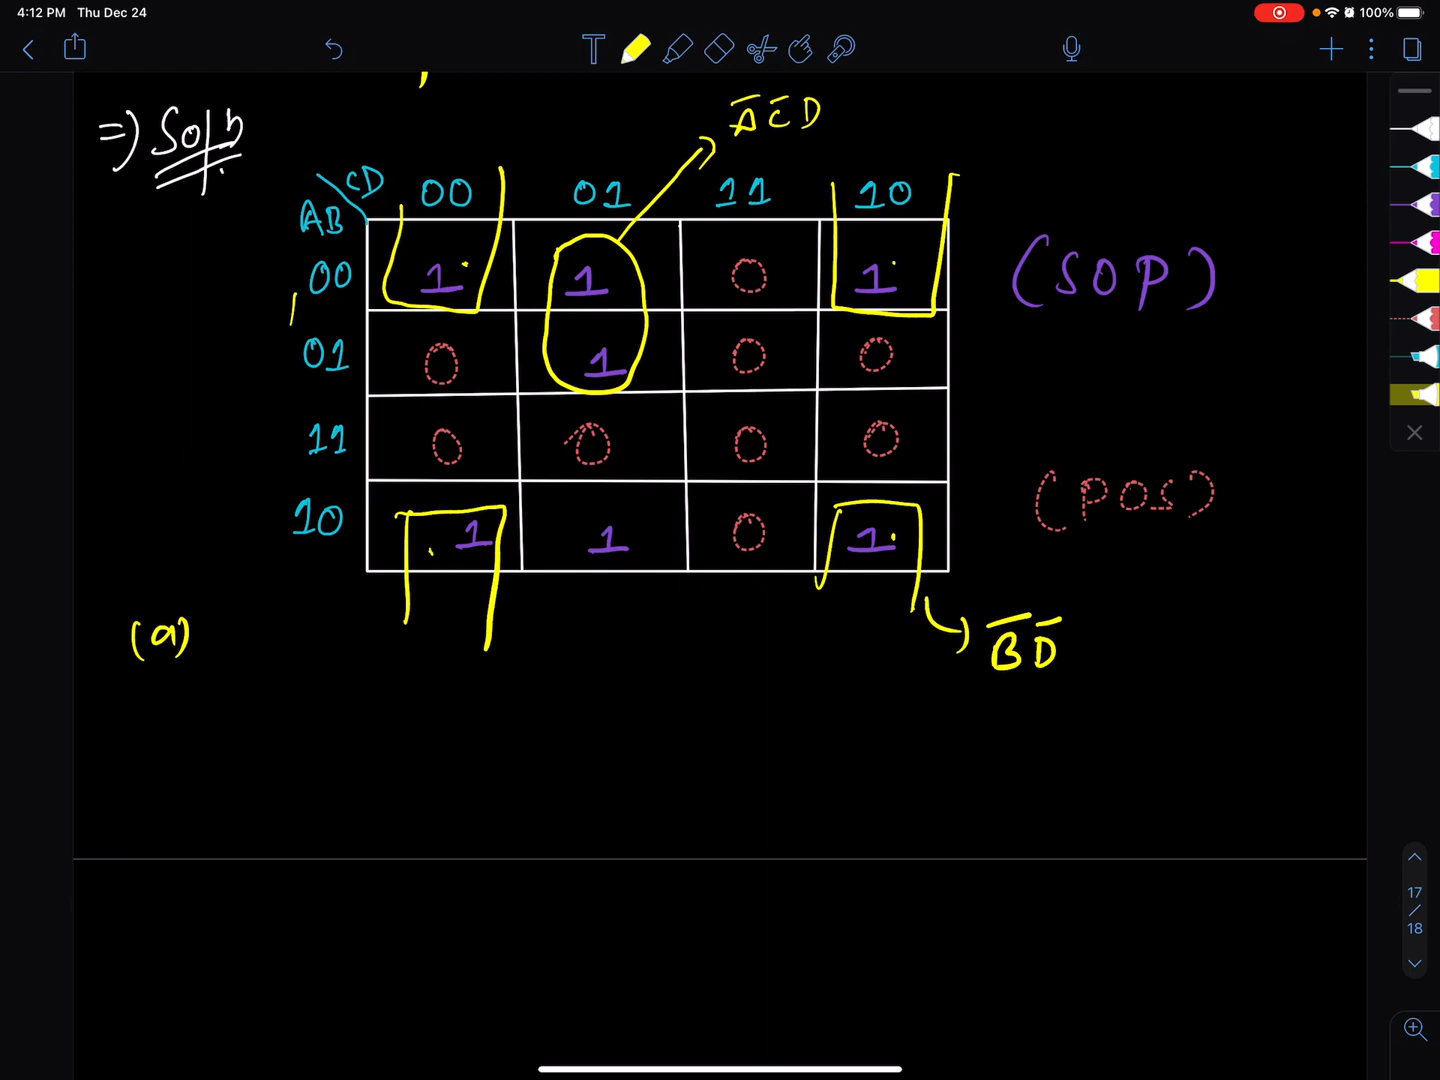 4:12 PM Thu Dec 24
100%
T
=) Soln
A̅ C̅ D
CD
AB
00 01 11 10
00 1 1 0 1
(SOP)
01 0 1 0 0
11 0 0 0 0
10 1 1 0 1
(POS)
(a)
B̅ D̅
17
/
18